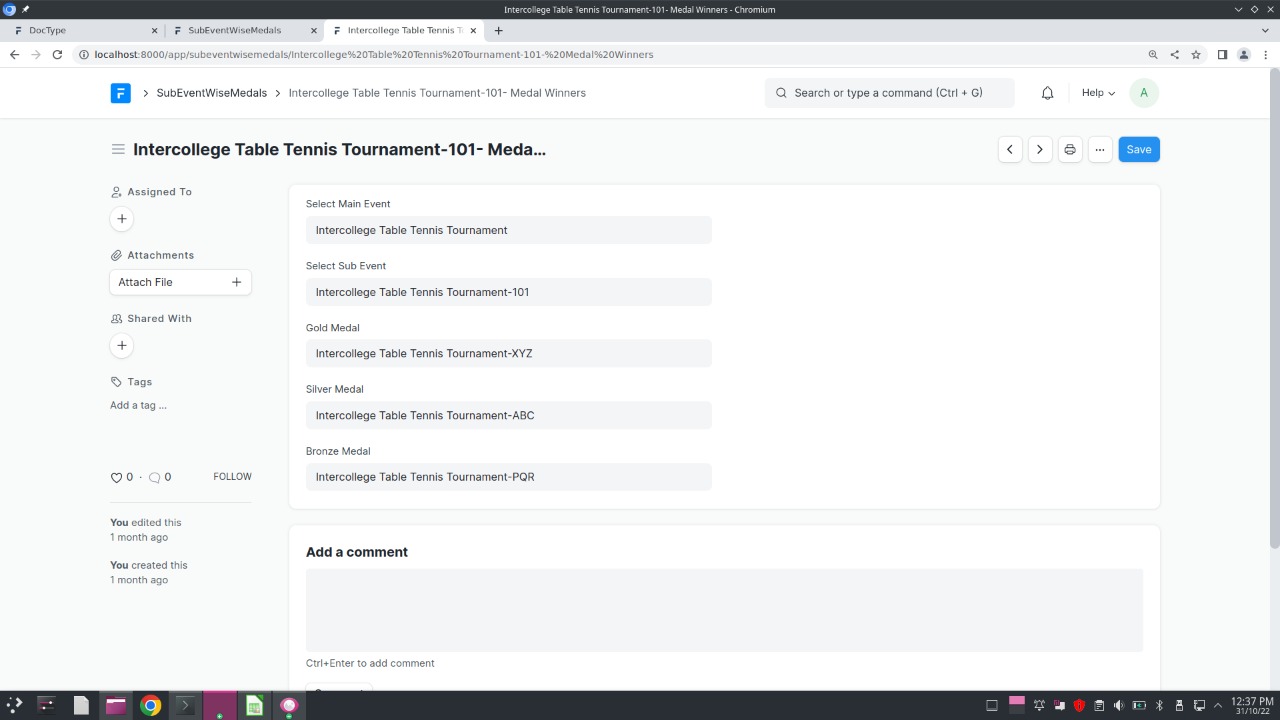 Intercollege Table Tennis Tournament-101- Medal Winners - Chromium
DocType
SubEventWiseMedals
Intercollege Table Tennis T
localhost:8000/app/subeventwisemedals/Intercollege%20Table%20Tennis%20Tournament-101-%20Medal%20Winners
SubEventWiseMedals
Intercollege Table Tennis Tournament-101- Medal Winners
Search or type a command (Ctrl + G)
Help
A
Intercollege Table Tennis Tournament-101- Meda...
Save
Assigned To
Attachments
Attach File
Shared With
Tags
Add a tag ...
0 · 0
FOLLOW
You edited this
1 month ago
You created this
1 month ago
Select Main Event
Intercollege Table Tennis Tournament
Select Sub Event
Intercollege Table Tennis Tournament-101
Gold Medal
Intercollege Table Tennis Tournament-XYZ
Silver Medal
Intercollege Table Tennis Tournament-ABC
Bronze Medal
Intercollege Table Tennis Tournament-PQR
Add a comment
Ctrl+Enter to add comment
12:37 PM
31/10/22